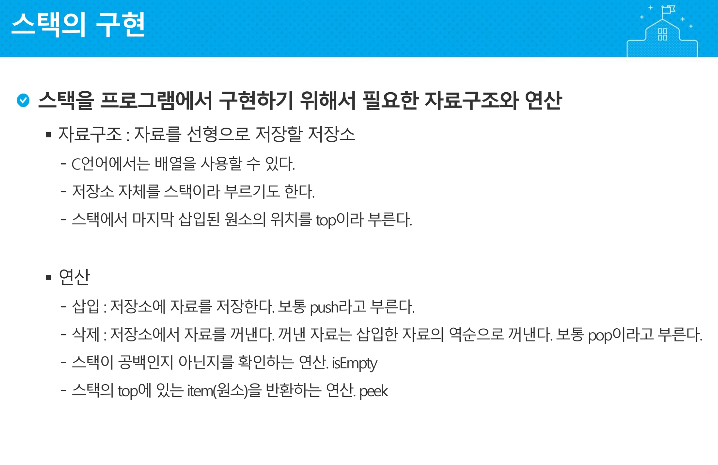 스택의 구현
스택을 프로그램에서 구현하기 위해서 필요한 자료구조와 연산
▪ 자료구조 : 자료를 선형으로 저장할 저장소
- C언어에서는 배열을 사용할 수 있다.
- 저장소 자체를 스택이라 부르기도 한다.
- 스택에서 마지막 삽입된 원소의 위치를 top이라 부른다.
▪ 연산
- 삽입 : 저장소에 자료를 저장한다. 보통 push라고 부른다.
- 삭제 : 저장소에서 자료를 꺼낸다. 꺼낸 자료는 삽입한 자료의 역순으로 꺼낸다. 보통 pop이라고 부른다.
- 스택이 공백인지 아닌지를 확인하는 연산. isEmpty
- 스택의 top에 있는 item(원소)을 반환하는 연산. peek